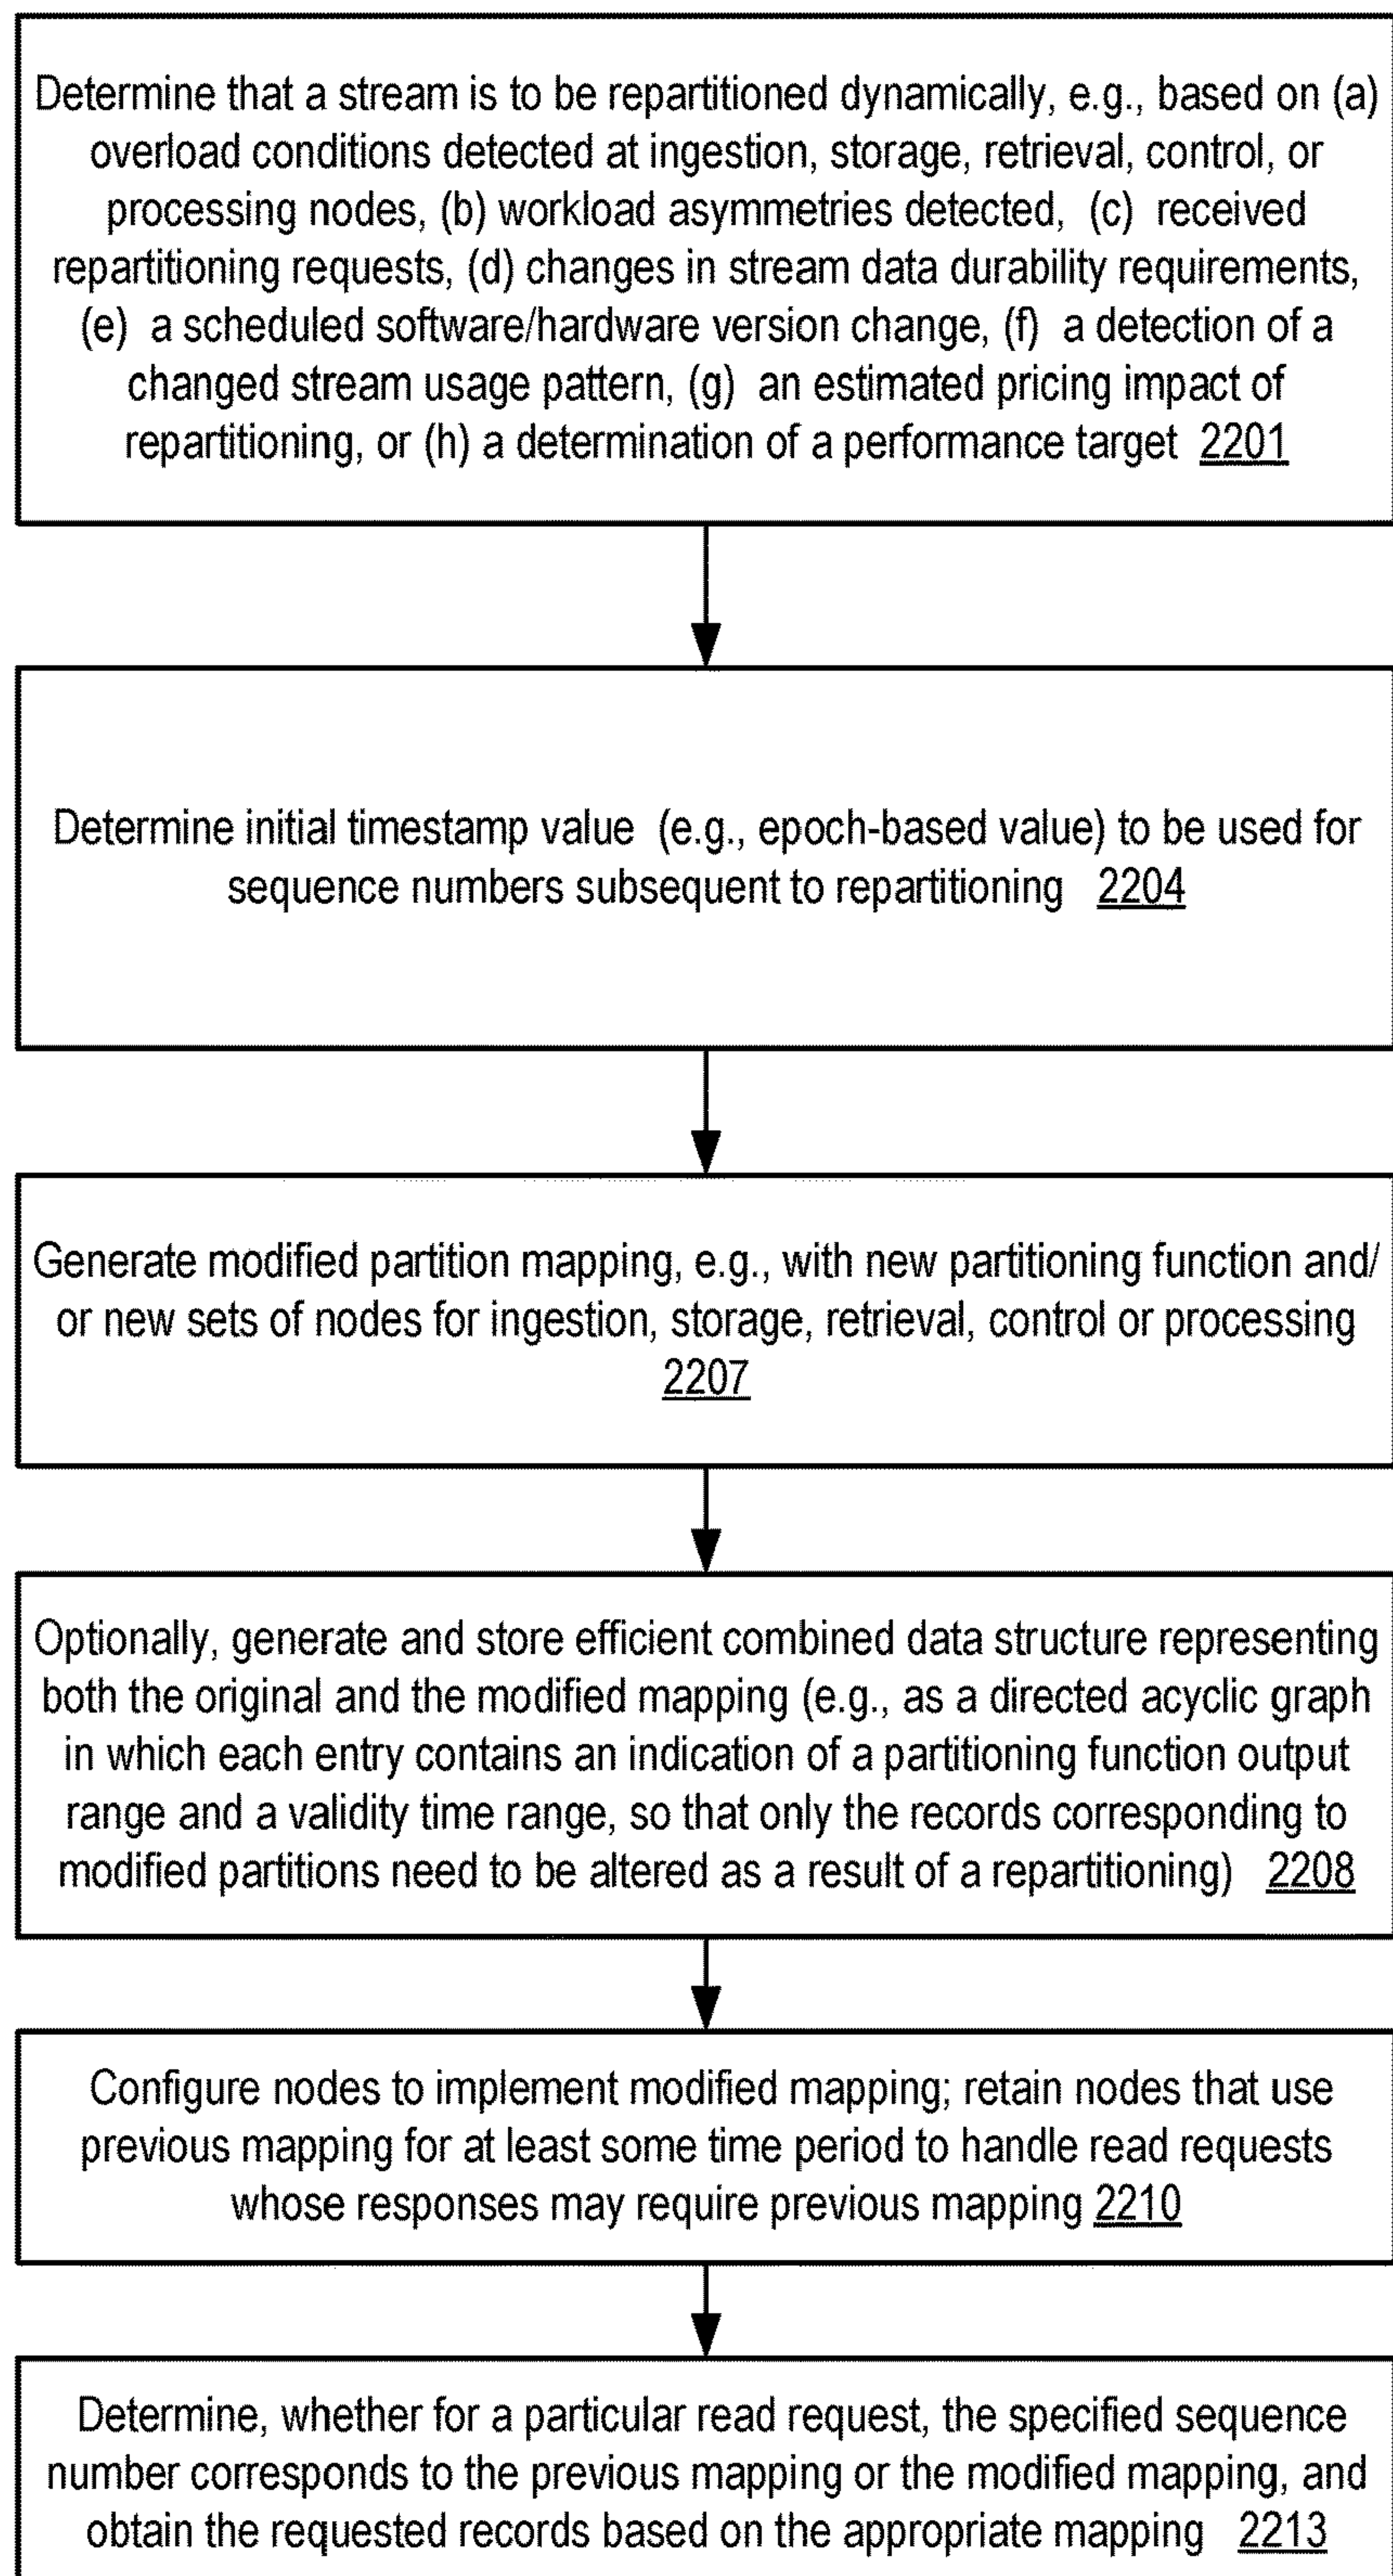 Determine that a stream is to be repartitioned dynamically, e.g., based on (a)
overload conditions detected at ingestion, storage, retrieval, control, or
processing nodes, (b) workload asymmetries detected, (c) received
repartitioning requests, (d) changes in stream data durability requirements,
(e) a scheduled software/hardware version change, (f) a detection of a
changed stream usage pattern, (g) an estimated pricing impact of
repartitioning, or (h) a determination of a performance target 2201
Determine initial timestamp value (e.g., epoch-based value) to be used for
sequence numbers subsequent to repartitioning 2204
Generate modified partition mapping, e.g., with new partitioning function and/
or new sets of nodes for ingestion, storage, retrieval, control or processing
2207
Optionally, generate and store efficient combined data structure representing
both the original and the modified mapping (e.g., as a directed acyclic graph
in which each entry contains an indication of a partitioning function output
range and a validity time range, so that only the records corresponding to
modified partitions need to be altered as a result of a repartitioning) 2208
Configure nodes to implement modified mapping; retain nodes that use
previous mapping for at least some time period to handle read requests
whose responses may require previous mapping 2210
Determine, whether for a particular read request, the specified sequence
number corresponds to the previous mapping or the modified mapping, and
obtain the requested records based on the appropriate mapping 2213